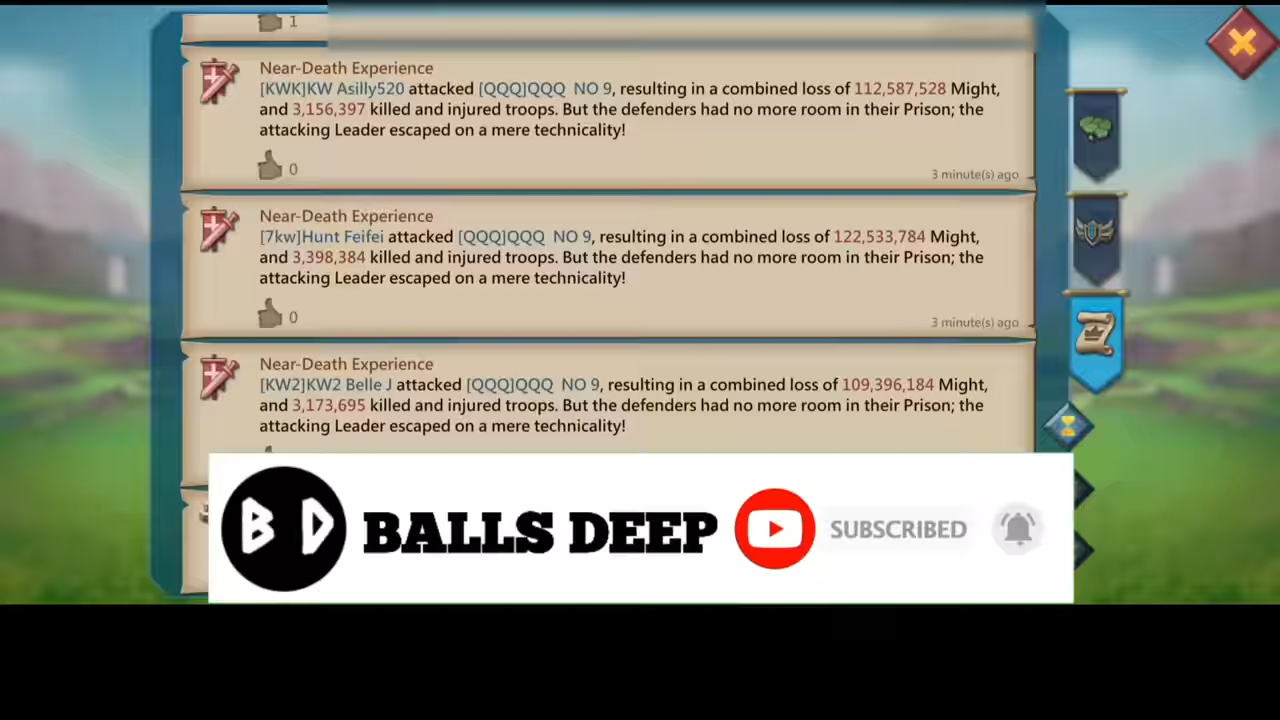 1
Near-Death Experience
[KWK]KW Asilly520 attacked [QQQ]QQQ NO 9, resulting in a combined loss of 112,587,528 Might,
and 3,156,397 killed and injured troops. But the defenders had no more room in their Prison; the
attacking Leader escaped on a mere technicality!
0
3 minute(s) ago
Near-Death Experience
[7kw]Hunt Feifei attacked [QQQ]QQQ NO 9, resulting in a combined loss of 122,533,784 Might,
and 3,398,384 killed and injured troops. But the defenders had no more room in their Prison; the
attacking Leader escaped on a mere technicality!
0
3 minute(s) ago
Near-Death Experience
[KW2]KW2 Belle J attacked [QQQ]QQQ NO 9, resulting in a combined loss of 109,396,184 Might,
and 3,173,695 killed and injured troops. But the defenders had no more room in their Prison; the
attacking Leader escaped on a mere technicality!
B D BALLS DEEP SUBSCRIBED